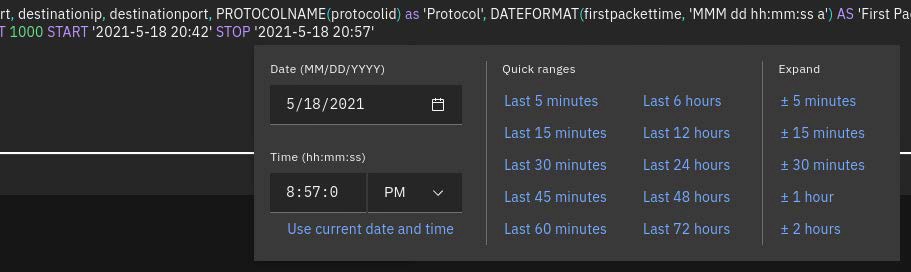 rt, destinationip, destinationport, PROTOCOLNAME(protocolid) as 'Protocol', DATEFORMAT(firstpackettime, 'MMM dd hh:mm:ss a') AS 'First Pa
T 1000 START '2021-5-18 20:42' STOP '2021-5-18 20:57'
Date (MM/DD/YYYY)
5/18/2021
Time (hh:mm:ss)
8:57:0 PM
Use current date and time
Quick ranges
Last 5 minutes Last 6 hours
Last 15 minutes Last 12 hours
Last 30 minutes Last 24 hours
Last 45 minutes Last 48 hours
Last 60 minutes Last 72 hours
Expand
± 5 minutes
± 15 minutes
± 30 minutes
± 1 hour
± 2 hours